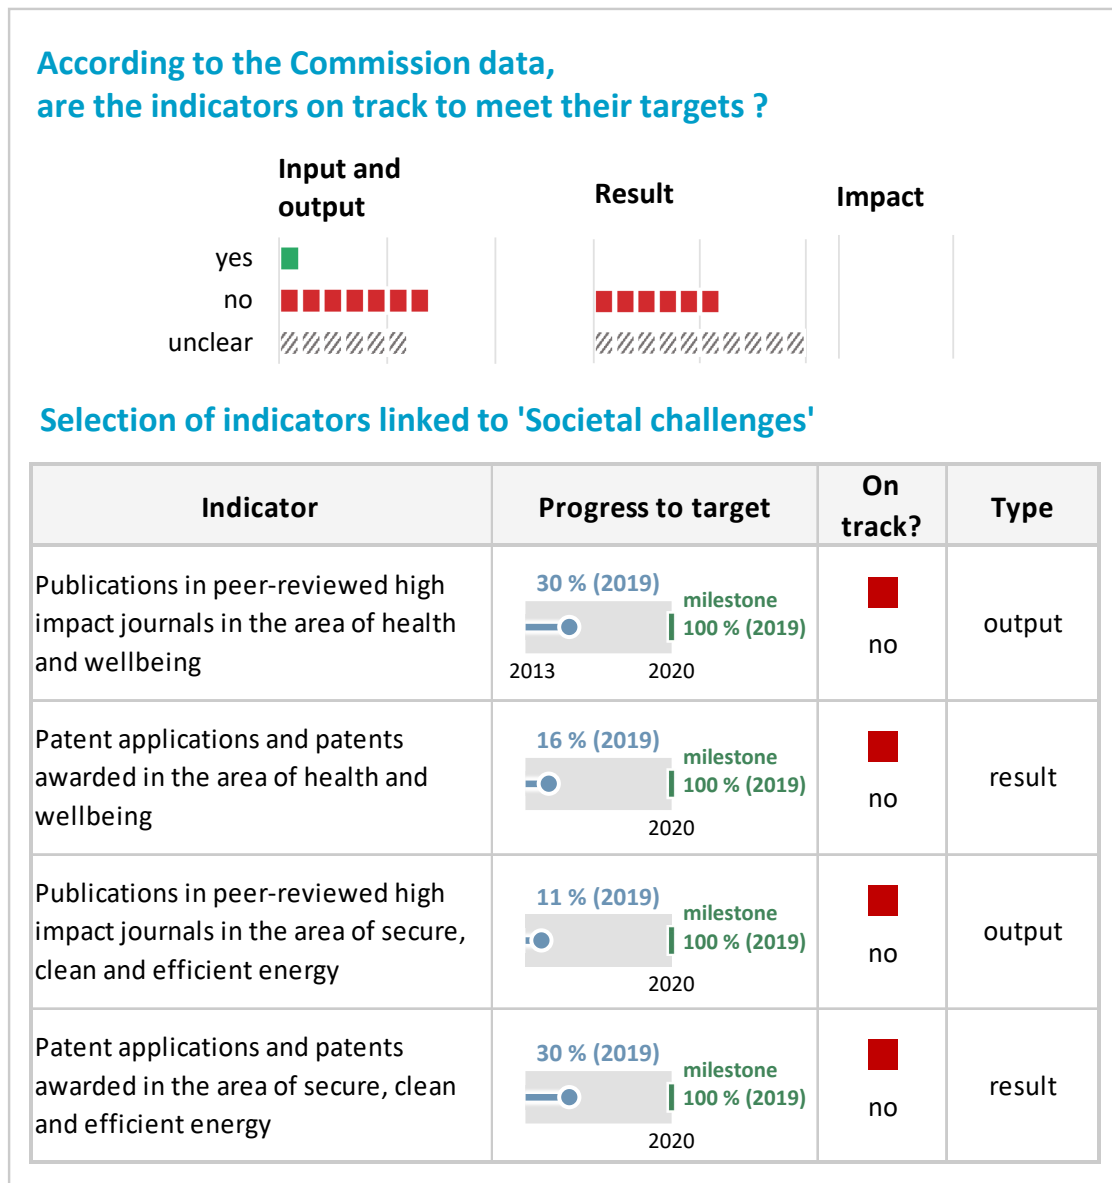 According to the Commission data,
are the indicators on track to meet their targets ?
Input and
output
Result
Impact
yes
no
unclear
Selection of indicators linked to 'Societal challenges'
Indicator
Progress to target
On
track?
Type
Publications in peer-reviewed high
impact journals in the area of health
and wellbeing
30 % (2019)
milestone
100 % (2019)
2013
2020
no
output
Patent applications and patents
awarded in the area of health and
wellbeing
16 % (2019)
milestone
100 % (2019)
2020
no
result
Publications in peer-reviewed high
impact journals in the area of secure,
clean and efficient energy
11 % (2019)
milestone
100 % (2019)
2020
no
output
Patent applications and patents
awarded in the area of secure, clean
and efficient energy
30 % (2019)
milestone
100 % (2019)
2020
no
result